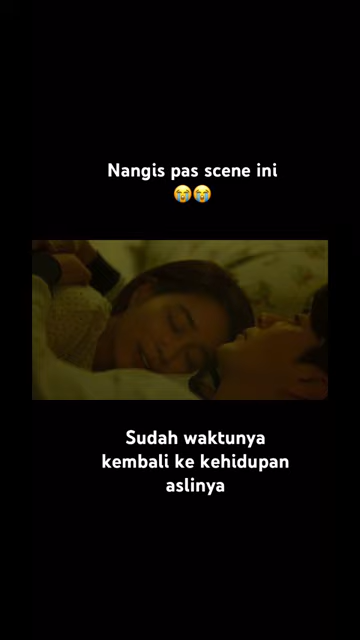 Nangis pas scene ini
😭😭
Sudah waktunya
kembali ke kehidupan
aslinya